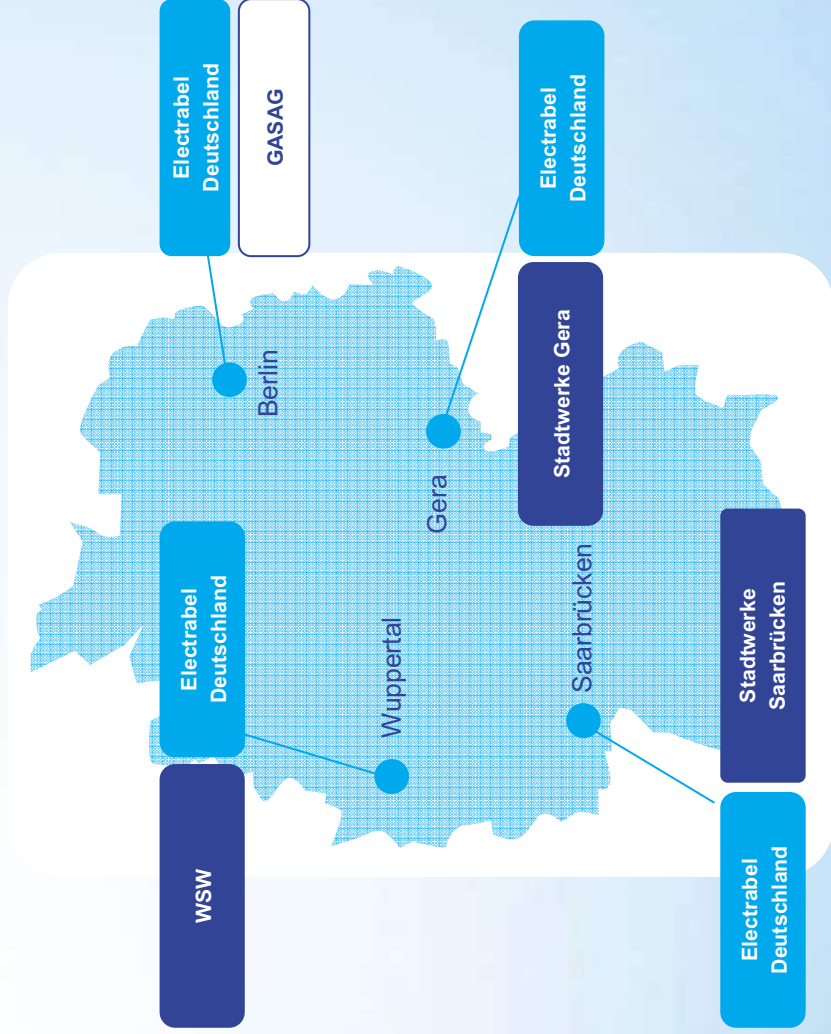 WSW
Electrabel
Deutschland
Electrabel
Deutschland
GASAG
Berlin
Wuppertal
Gera
Stadtwerke Gera
Electrabel
Deutschland
Saarbrücken
Electrabel
Deutschland
Stadtwerke
Saarbrücken